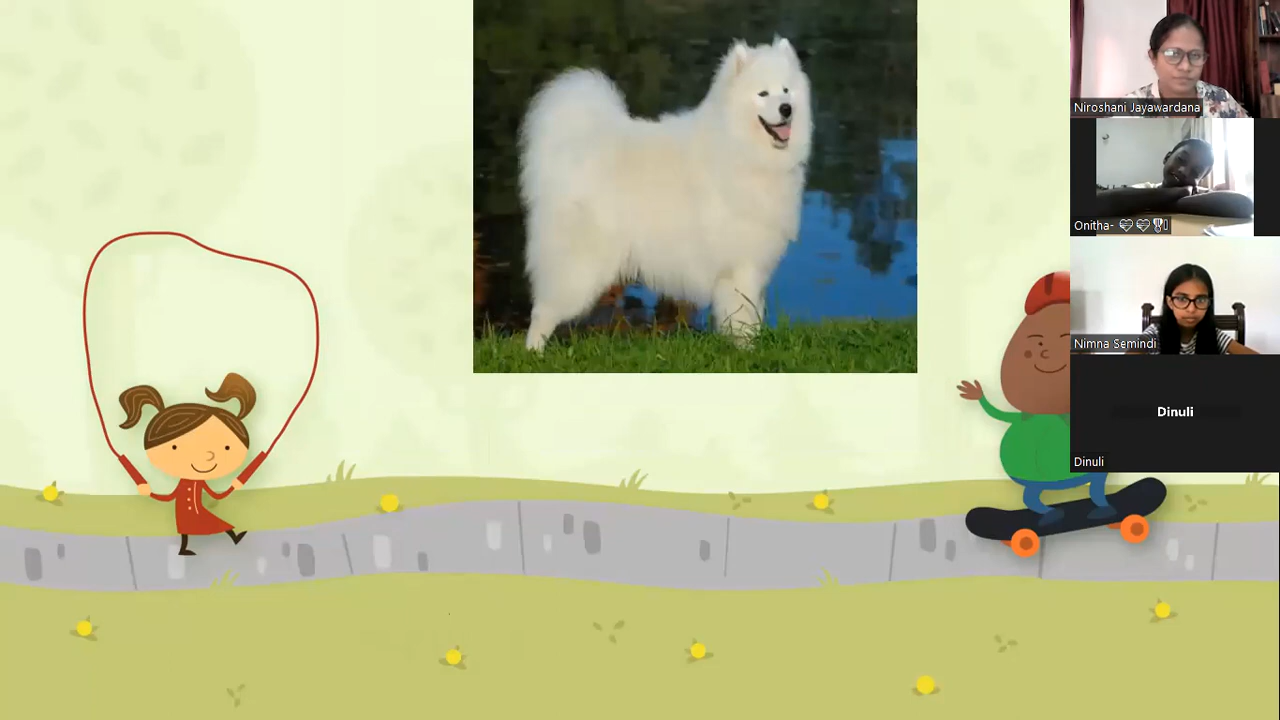 Niroshani Jayawardana
Onitha- 🤝🤝🎖️
Nimna Semindi
Dinuli
Dinuli